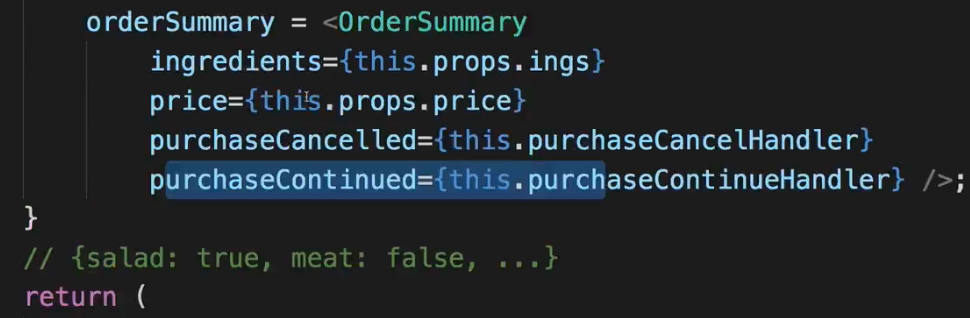 orderSummary = <OrderSummary
ingredients={this.props.ings}
price={this.props.price}
purchaseCancelled={this.purchaseCancelHandler}
purchaseContinued={this.purchaseContinueHandler} />;
}
// {salad: true, meat: false, ...}
return (